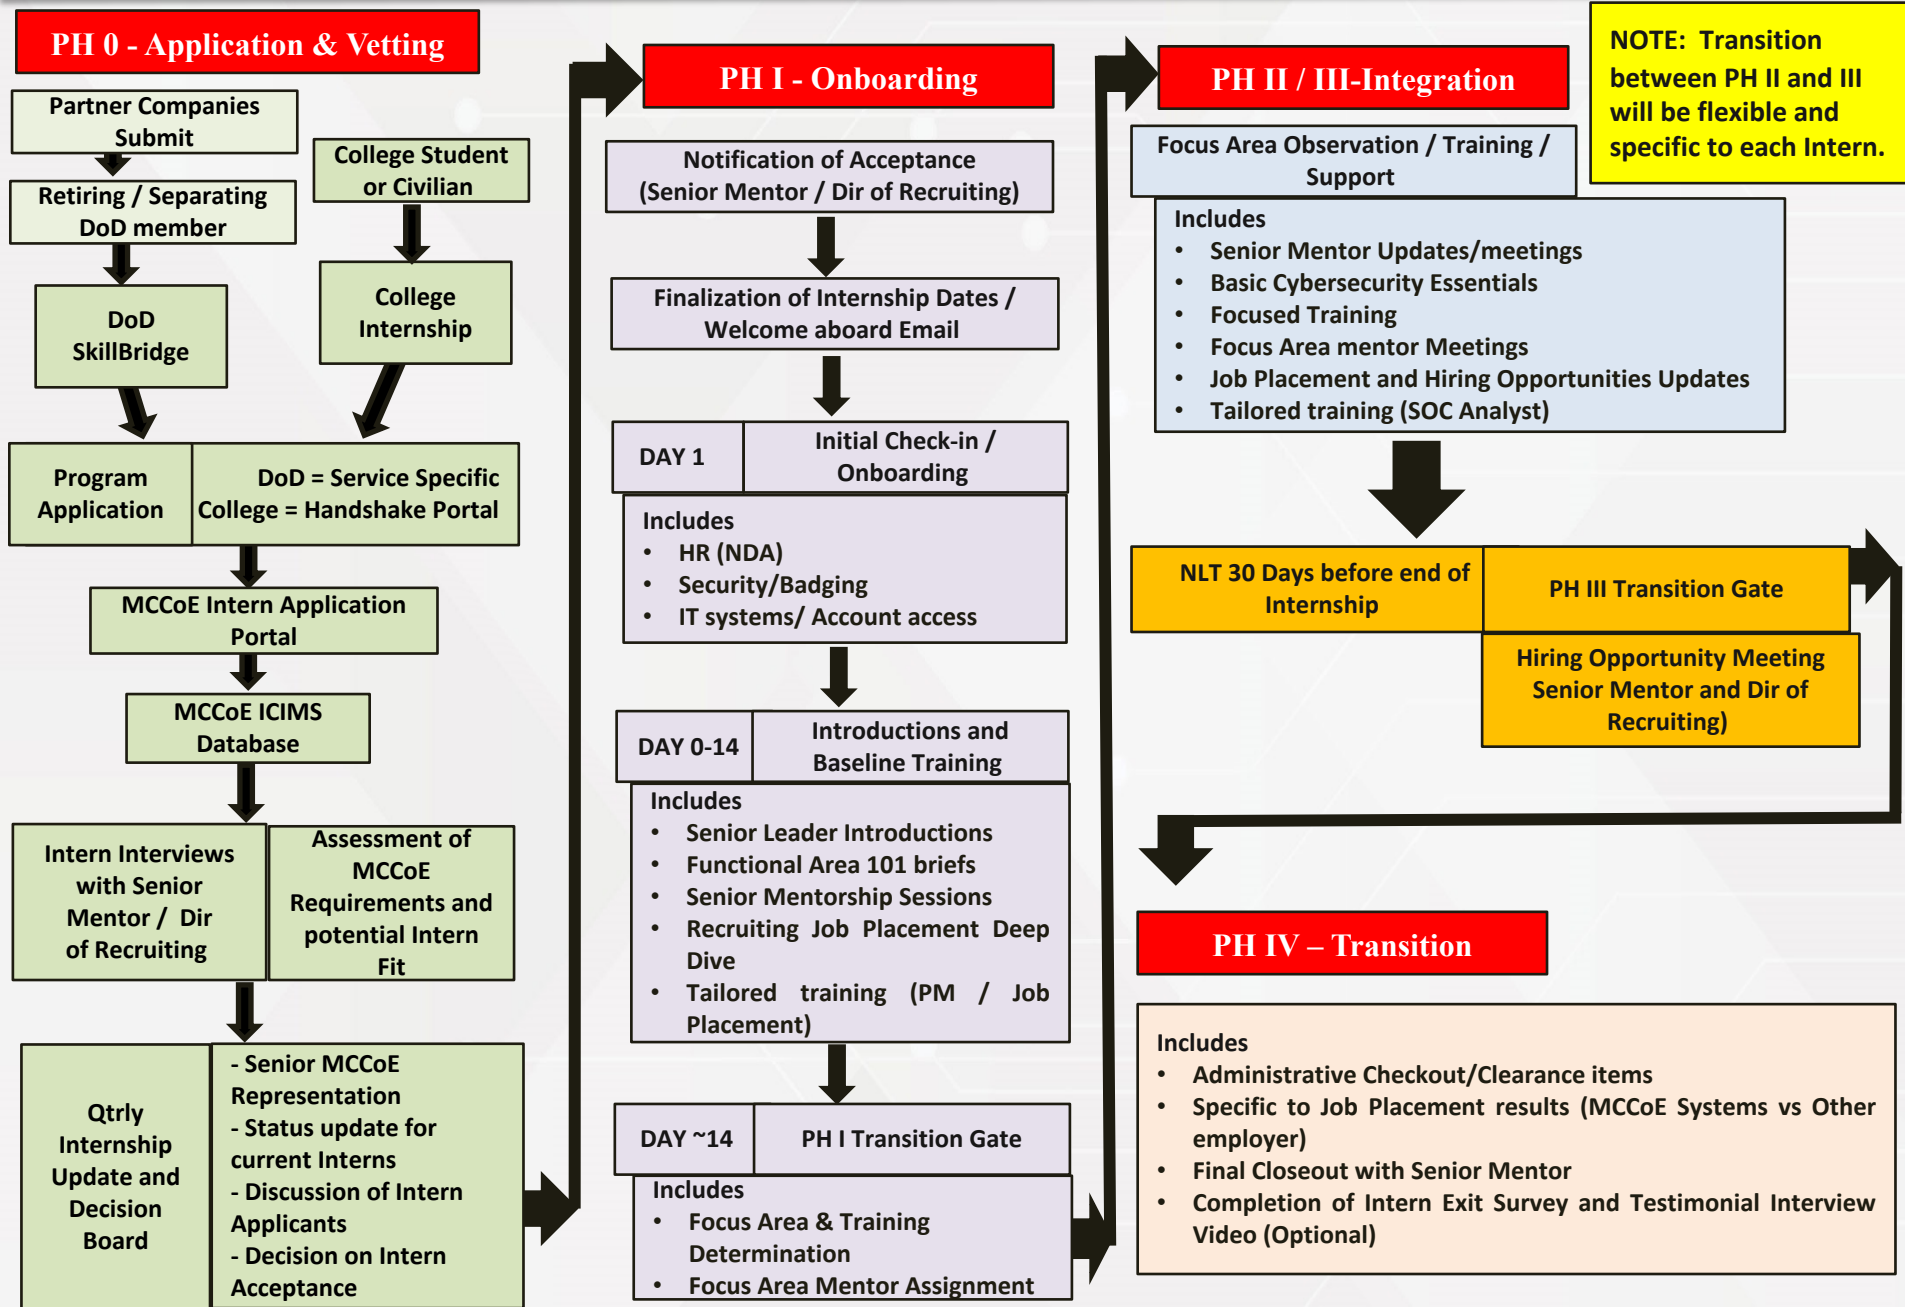 PH 0 - Application & Vetting
Partner Companies
Submit
Retiring / Separating
DoD member
DoD
SkillBridge
College Student
or Civilian
College
Internship
Program
Application
DoD = Service Specific
College = Handshake Portal
MCCoE Intern Application
Portal
MCCoE ICIMS
Database
Intern Interviews
with Senior
Mentor / Dir
of Recruiting
Assessment of
MCCoE
Requirements and
potential Intern
Fit
Qtrly
Internship
Update and
Decision
Board
- Senior MCCoE
Representation
- Status update for
current Interns
- Discussion of Intern
Applicants
- Decision on Intern
Acceptance
PH I - Onboarding
Notification of Acceptance
(Senior Mentor / Dir of Recruiting)
Finalization of Internship Dates /
Welcome aboard Email
DAY 1
Initial Check-in /
Onboarding
Includes
• HR (NDA)
• Security/Badging
• IT systems/ Account access
DAY 0-14
Introductions and
Baseline Training
Includes
• Senior Leader Introductions
• Functional Area 101 briefs
• Senior Mentorship Sessions
• Recruiting Job Placement Deep
Dive
• Tailored training (PM / Job
Placement)
DAY ~14
PH I Transition Gate
Includes
• Focus Area & Training
Determination
• Focus Area Mentor Assignment
PH II / III-Integration
NOTE: Transition
between PH II and III
will be flexible and
specific to each Intern.
Focus Area Observation / Training /
Support
Includes
• Senior Mentor Updates/meetings
• Basic Cybersecurity Essentials
• Focused Training
• Focus Area mentor Meetings
• Job Placement and Hiring Opportunities Updates
• Tailored training (SOC Analyst)
NLT 30 Days before end of
Internship
PH III Transition Gate
Hiring Opportunity Meeting
Senior Mentor and Dir of
Recruiting)
PH IV – Transition
Includes
• Administrative Checkout/Clearance items
• Specific to Job Placement results (MCCoE Systems vs Other
employer)
• Final Closeout with Senior Mentor
• Completion of Intern Exit Survey and Testimonial Interview
Video (Optional)